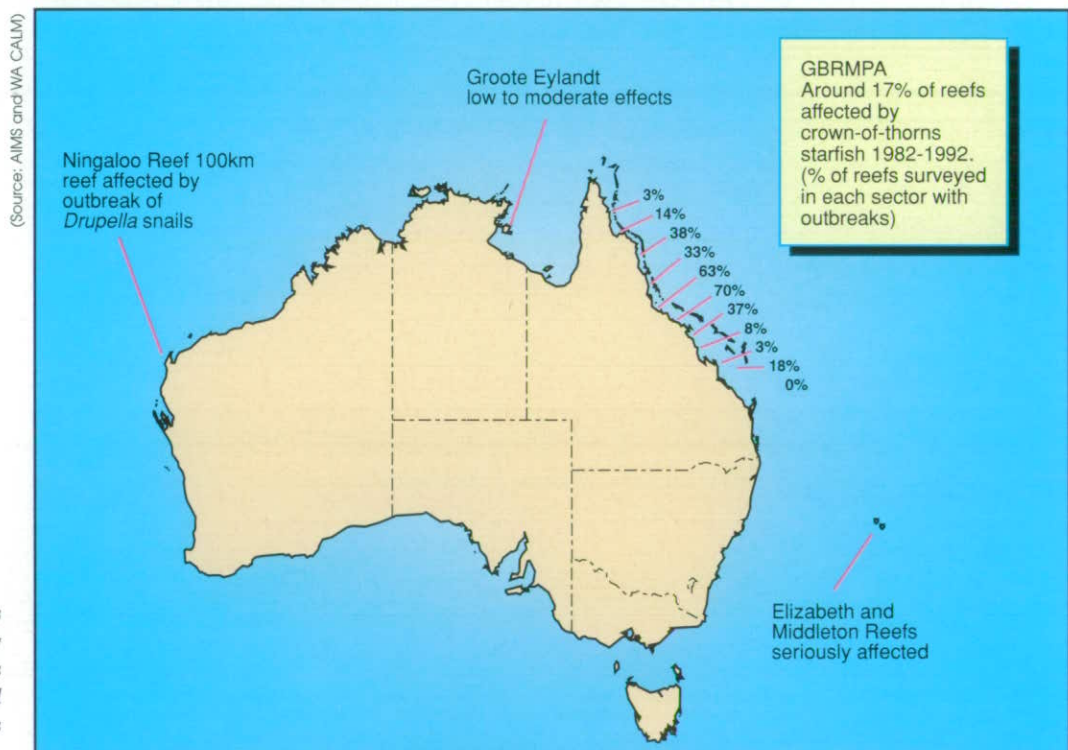 (Source: AIMS and WA CALM)
Groote Eylandt
low to moderate effects
GBRMPA
Around 17% of reefs
affected by
crown-of-thorns
starfish 1982-1992.
(% of reefs surveyed
in each sector with
outbreaks)
Ningaloo Reef 100km
reef affected by
outbreak of
Drupella snails
3%
14%
38%
33%
63%
70%
37%
8%
3%
18%
0%
Elizabeth and
Middleton Reefs
seriously affected